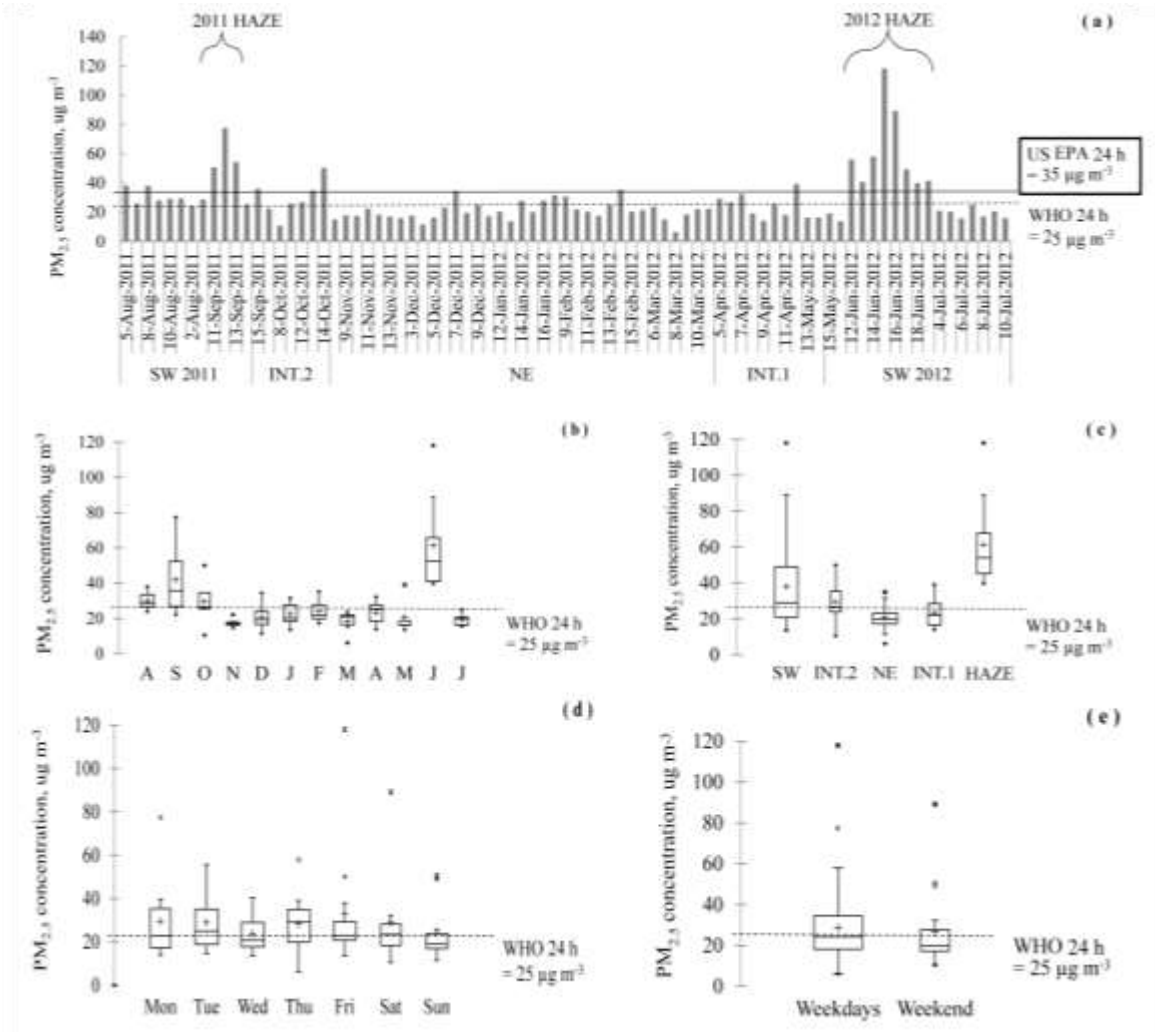 2011 HAZE
2012 HAZE
( a )
PM2.5 concentration, ug m-3
140
120
100
80
60
40
20
0
US EPA 24 h
= 35 µg m-3
WHO 24 h
= 25 µg m-3
5-Aug-2011
8-Aug-2011
10-Aug-2011
2-Aug-2011
11-Sep-2011
13-Sep-2011
15-Sep-2011
8-Oct-2011
12-Oct-2011
14-Oct-2011
9-Nov-2011
11-Nov-2011
13-Nov-2011
3-Dec-2011
5-Dec-2011
7-Dec-2011
9-Dec-2011
12-Jan-2012
14-Jan-2012
16-Jan-2012
9-Feb-2012
11-Feb-2012
13-Feb-2012
15-Feb-2012
6-Mar-2012
8-Mar-2012
10-Mar-2012
5-Apr-2012
7-Apr-2012
9-Apr-2012
11-Apr-2012
13-May-2012
15-May-2012
12-Jun-2012
14-Jun-2012
16-Jun-2012
18-Jun-2012
4-Jul-2012
6-Jul-2012
8-Jul-2012
10-Jul-2012
SW 2011
INT.2
NE
INT.1
SW 2012
( b )
PM2.5 concentration, ug m-3
120
100
80
60
40
20
0
WHO 24 h
= 25 µg m-3
A S O N D J F M A M J J
( c )
PM2.5 concentration, ug m-3
120
100
80
60
40
20
0
WHO 24 h
= 25 µg m-3
SW INT.2 NE INT.1 HAZE
( d )
PM2.5 concentration, ug m-3
120
100
80
60
40
20
0
WHO 24 h
= 25 µg m-3
Mon Tue Wed Thu Fri Sat Sun
( e )
PM2.5 concentration, ug m-3
120
100
80
60
40
20
0
WHO 24 h
= 25 µg m-3
Weekdays Weekend